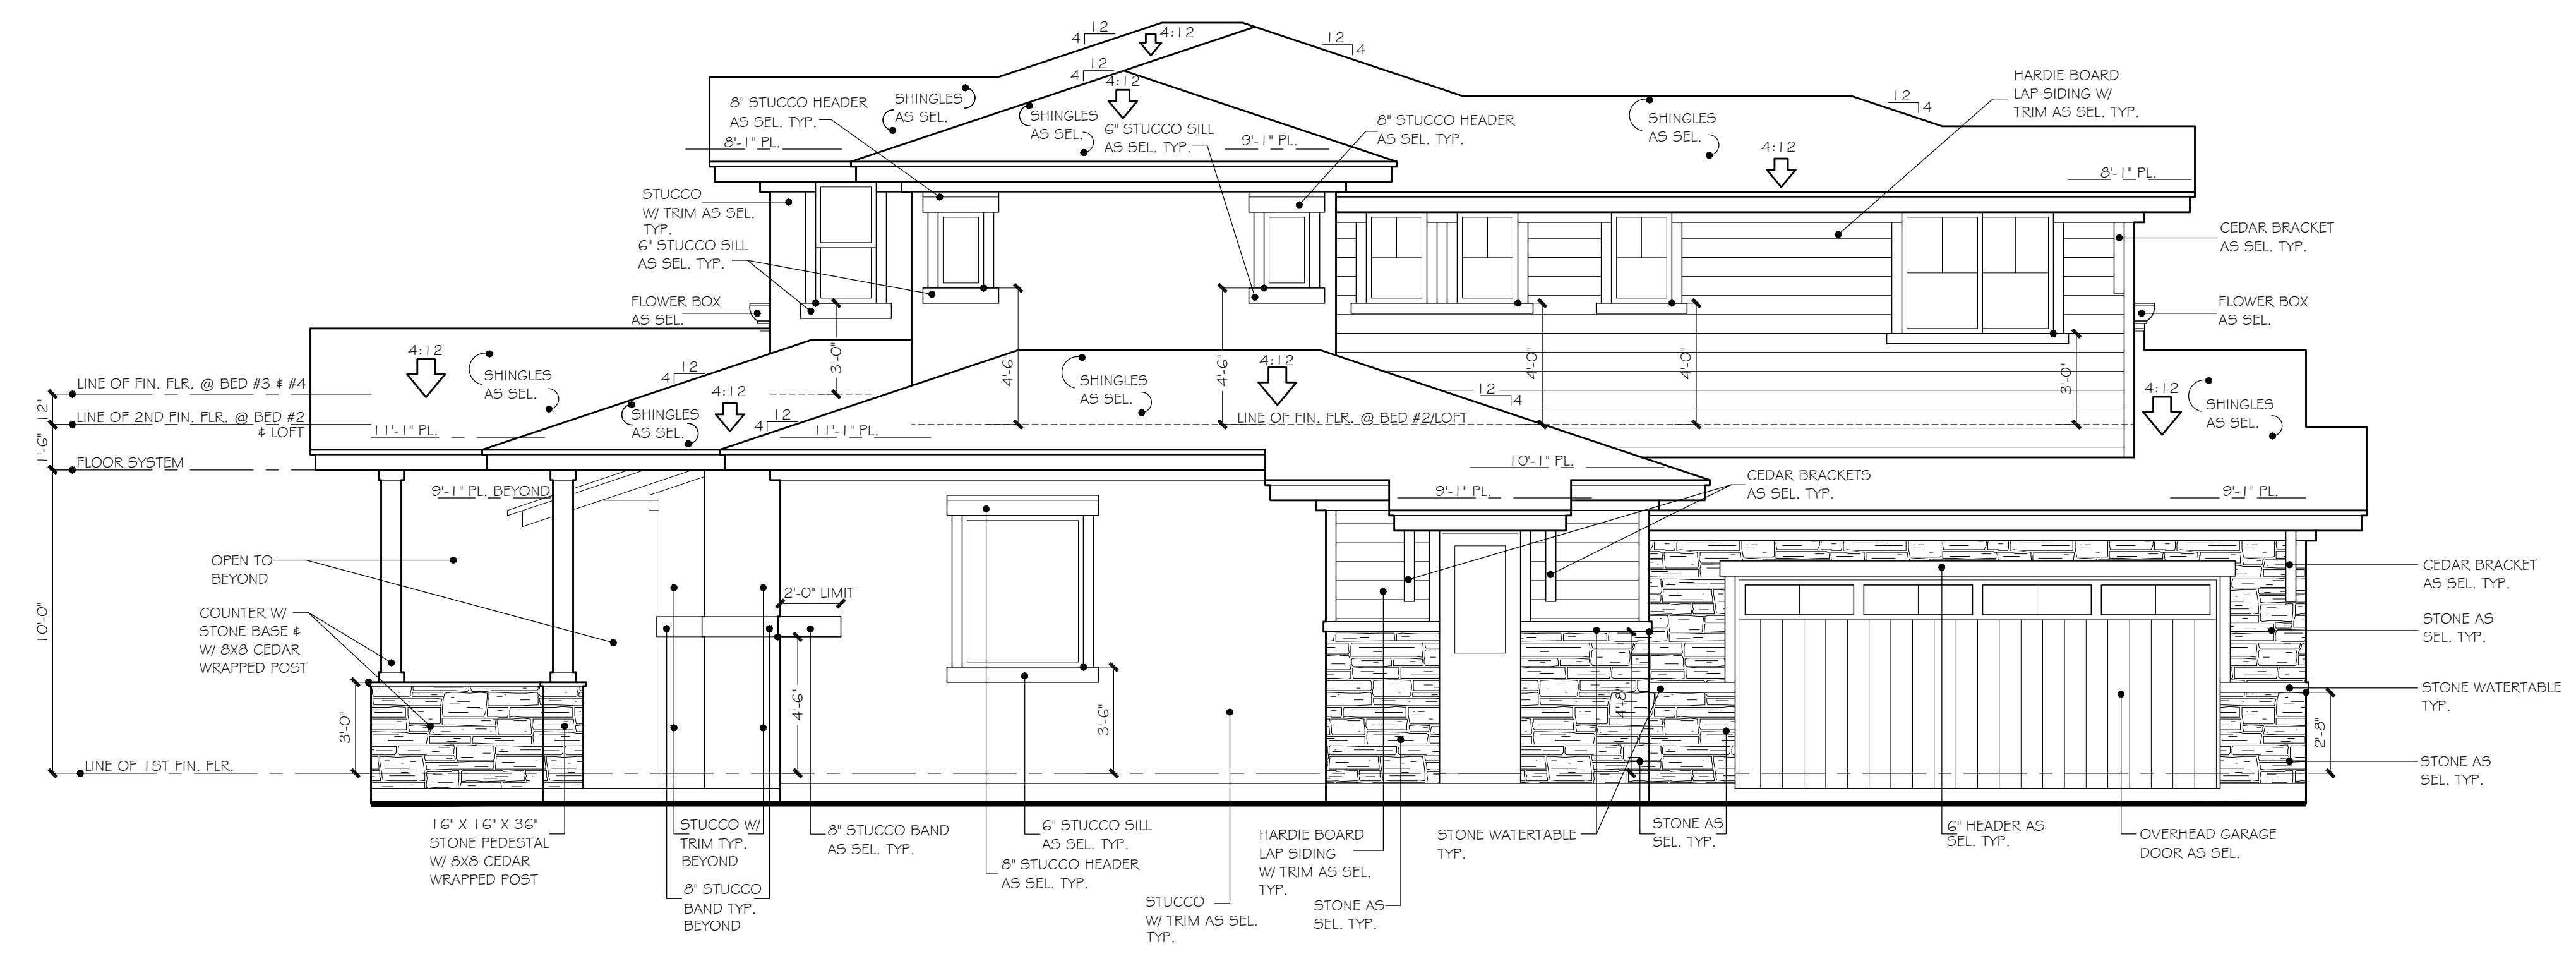 12
4
4:12
12
4
12
4
4:12
HARDIE BOARD
LAP SIDING W/
TRIM AS SEL. TYP.
8" STUCCO HEADER
AS SEL. TYP.
SHINGLES
AS SEL.
SHINGLES
AS SEL.
6" STUCCO SILL
AS SEL. TYP.
8" STUCCO HEADER
AS SEL. TYP.
SHINGLES
AS SEL.
12
4
8'-1" PL.
9'-1" PL.
4:12
8'-1" PL.
STUCCO
W/ TRIM AS SEL.
TYP.
6" STUCCO SILL
AS SEL. TYP.
CEDAR BRACKET
AS SEL. TYP.
FLOWER BOX
AS SEL.
FLOWER BOX
AS SEL.
4:12
SHINGLES
AS SEL.
12
4
4:12
3'-0"
4'-6"
SHINGLES
AS SEL.
4'-6"
4:12
4'-0"
4'-0"
3'-0"
12
4
4:12
SHINGLES
AS SEL.
LINE OF FIN. FLR. @ BED #3 & #4
12"
LINE OF 2ND FIN. FLR. @ BED #2
& LOFT
1'-6"
FLOOR SYSTEM
11'-1" PL.
SHINGLES
AS SEL.
12
4
11'-1" PL.
LINE OF FIN. FLR. @ BED #2/LOFT
10'-1" PL.
9'-1" PL. BEYOND
9'-1" PL.
CEDAR BRACKETS
AS SEL. TYP.
9'-1" PL.
OPEN TO
BEYOND
COUNTER W/
STONE BASE &
W/ 8X8 CEDAR
WRAPPED POST
10'-0"
2'-0" LIMIT
CEDAR BRACKET
AS SEL. TYP.
STONE AS
SEL. TYP.
STONE WATERTABLE
TYP.
STONE AS
SEL. TYP.
3'-0"
4'-6"
3'-6"
4'-8"
2'-8"
LINE OF 1ST FIN. FLR.
16" X 16" X 36"
STONE PEDESTAL
W/ 8X8 CEDAR
WRAPPED POST
STUCCO W/
TRIM TYP.
BEYOND
8" STUCCO
BAND TYP.
BEYOND
8" STUCCO BAND
AS SEL. TYP.
6" STUCCO SILL
AS SEL. TYP.
8" STUCCO HEADER
AS SEL. TYP.
STUCCO
W/ TRIM AS SEL.
TYP.
HARDIE BOARD
LAP SIDING
W/ TRIM AS SEL.
TYP.
STONE AS
SEL. TYP.
STONE WATERTABLE
TYP.
STONE AS
SEL. TYP.
6" HEADER AS
SEL. TYP.
OVERHEAD GARAGE
DOOR AS SEL.